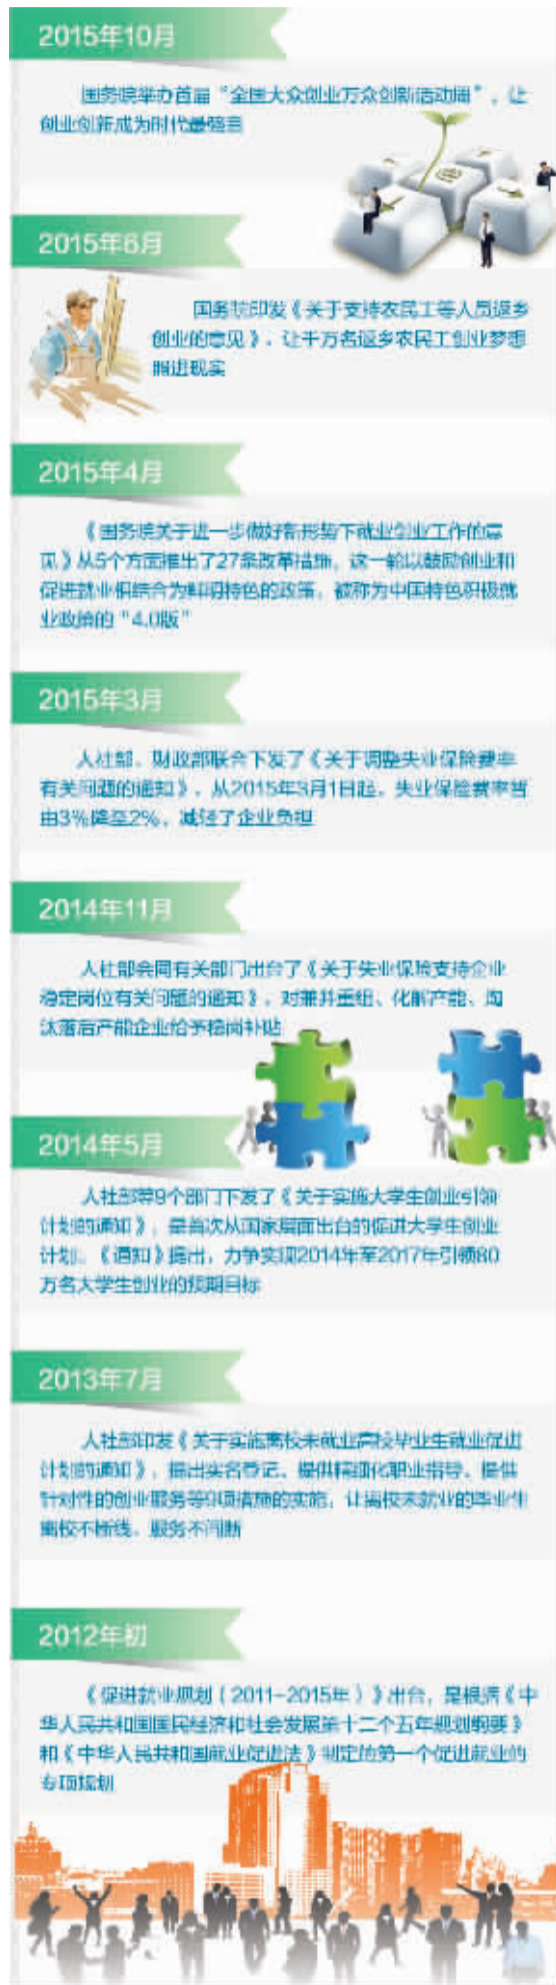 2015年10月
国务院举办首届“全国大众创业万众创新活动周”，让
创业创新成为时代最强音
2015年6月
国务院印发《关于支持农民工等人员返乡
创业的意见》，让千万名返乡农民工创业梦想
照进现实
2015年4月
《国务院关于进一步做好新形势下就业创业工作的意
见》从5个方面推出了27条改革措施，这一轮以鼓励创业和
促进就业相结合为鲜明特色的政策，被称为中国特色积极就
业政策的“4.0版”
2015年3月
人社部、财政部联合下发了《关于调整失业保险费率
有关问题的通知》，从2015年3月1日起，失业保险费率暂
由3%降至2%，减轻了企业负担
2014年11月
人社部会同有关部门出台了《关于失业保险支持企业
稳定岗位有关问题的通知》，对兼并重组、化解产能、淘
汰落后产能企业给予稳岗补贴
2014年5月
人社部等9个部门下发了《关于实施大学生创业引领
计划的通知》，是首次从国家层面出台的促进大学生创业
计划。《通知》提出，力争实现2014年至2017年引领80
万名大学生创业的预期目标
2013年7月
人社部印发《关于实施离校未就业高校毕业生就业促进
计划的通知》，提出实名登记、提供精细化职业指导、提供
针对性的创业服务等9项措施的实施，让离校未就业的毕业生
离校不断线、服务不间断
2012年初
《促进就业规划（2011-2015年）》出台，是根据《中
华人民共和国国民经济和社会发展第十二个五年规划纲要》
和《中华人民共和国就业促进法》制定的第一个促进就业的
专项规划